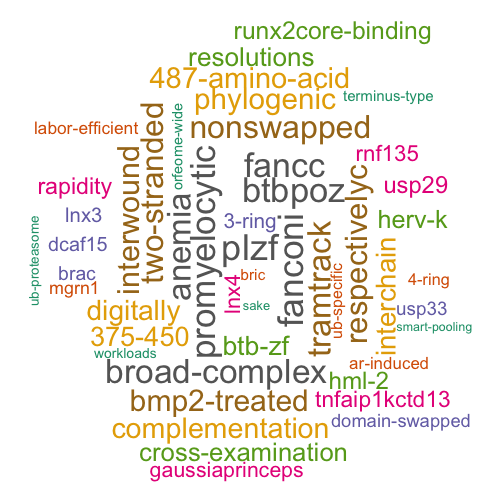 runx2core-binding
resolutions
487-amino-acid
phylogenic
terminus-type
labor-efficient
orfeome-wide
nonswapped
interwound
two-stranded
promyelocytic
fancc
rnf135
rapidity
anemia
btbpoz
usp29
respectivelyc
lnx3
3-ring
herv-k
ub-proteasome
dcaf15
plzf
fanconi
tramtrack
interchain
brac
mgrn1
lnx4
bric
ub-specific
4-ring
sake
usp33
digitally
smart-pooling
375-450
btb-zf
workloads
ar-induced
broad-complex
hml-2
bmp2-treated
tnfaip1kctd13
complementation
domain-swapped
cross-examination
gaussiaprinceps